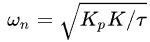 ωₙ = √(KₚK/τ)